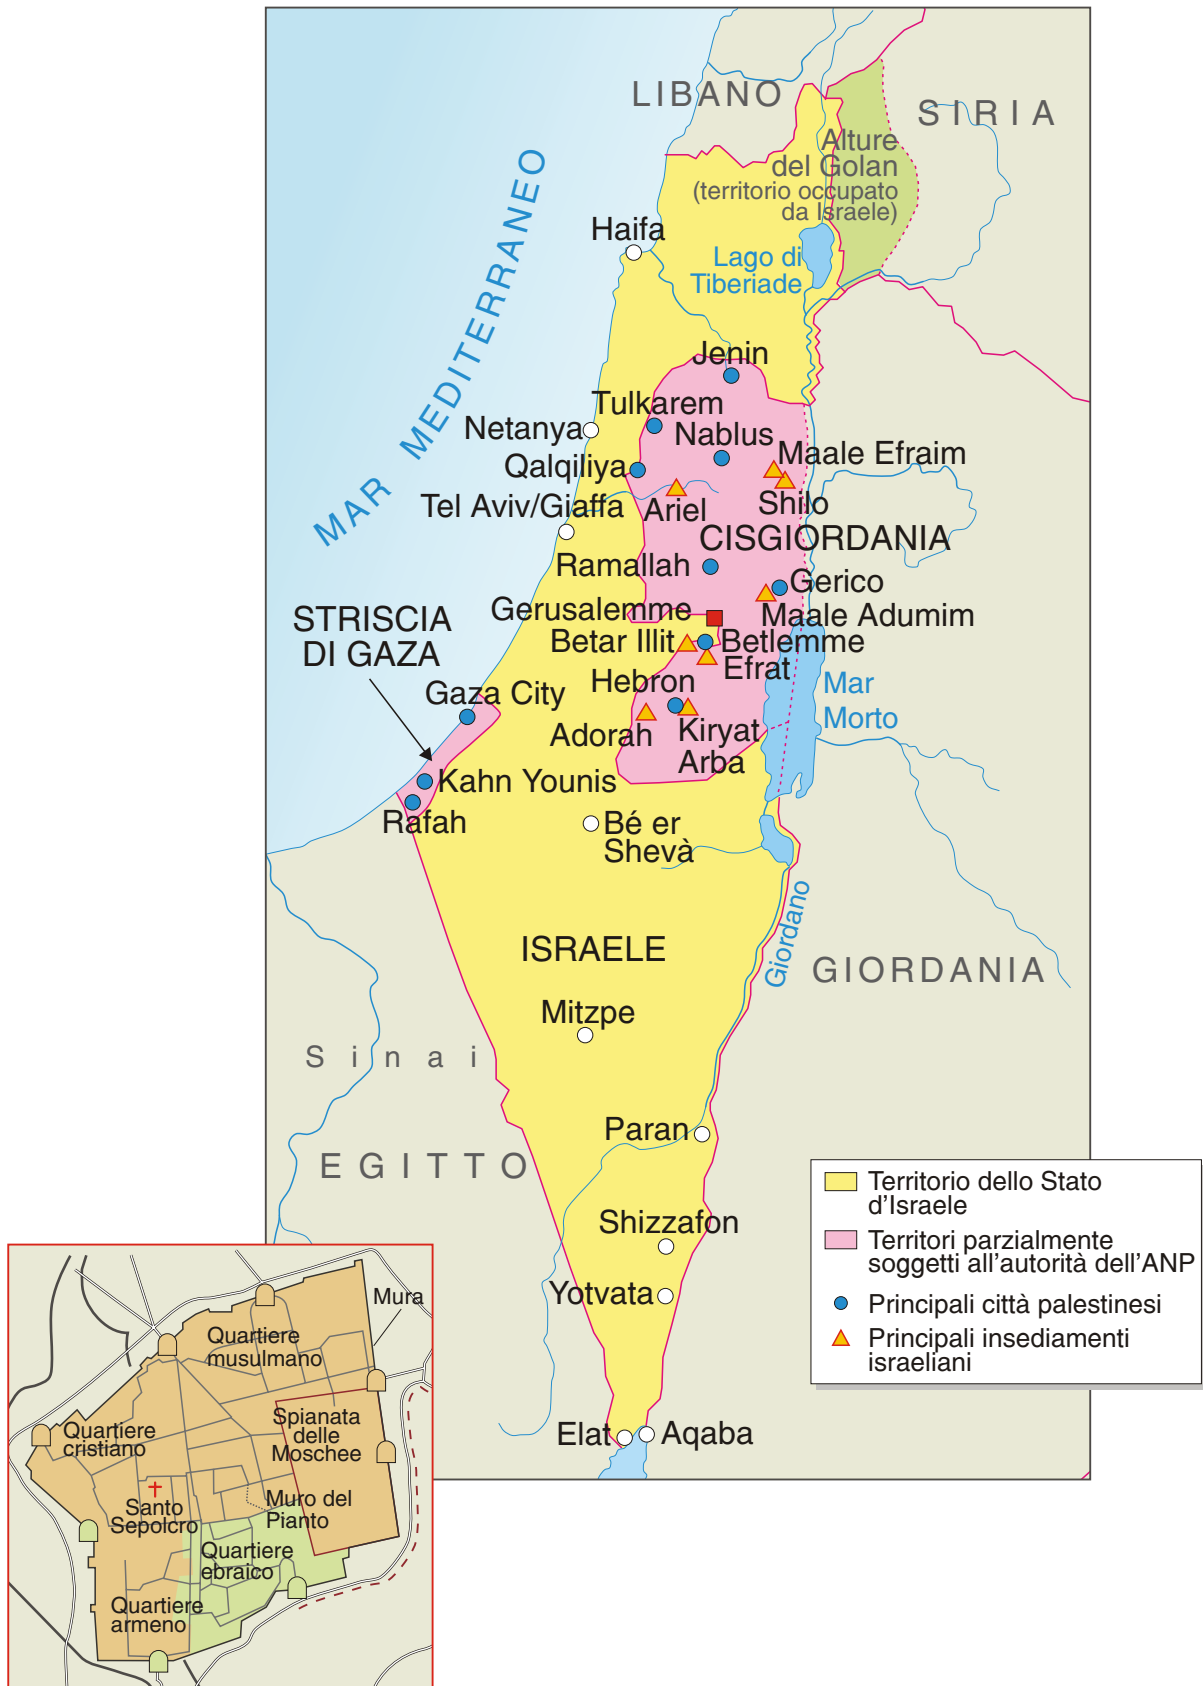 LIBANO
SIRIA
Alture
del Golan
(territorio occupato
da Israele)
MAR MEDITERRANEO
Haifa
Lago di
Tiberiade
Jenin
Tulkarem
Netanya
Nablus
Maale Efraim
Qalqiliya
Tel Aviv/Giaffa
Ariel
Shilo
CISGIORDANIA
Ramallah
Gerico
Gerusalemme
Maale Adumim
STRISCIA
DI GAZA
Betar Illit
Betlemme
Efrat
Hebron
Mar
Morto
Gaza City
Adorah
Kiryat
Arba
Kahn Younis
Rafah
Bé er
Shevà
Giordano
ISRAELE
GIORDANIA
Mitzpe
Sinai
Paran
EGITTO
Shizzafon
Yotvata
Elat
Aqaba
Territorio dello Stato
d'Israele
Territori parzialmente
soggetti all'autorità dell'ANP
Principali città palestinesi
Principali insediamenti
israeliani
Mura
Quartiere
musulmano
Quartiere
cristiano
Spianata
delle
Moschee
Santo
Sepolcro
Muro del
Pianto
Quartiere
ebraico
Quartiere
armeno